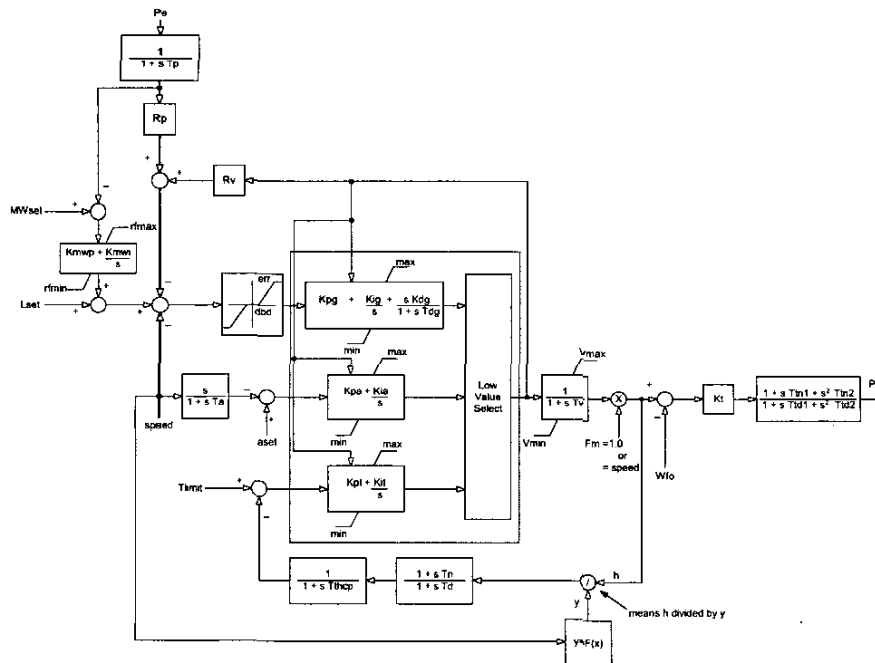 Pe
1
1 + s Tp
Rp
+
+
Rv
−
+
MWset
rfmax
Kmwp + Kmwi
s
rfmin
+
−
Lset
+
+
−
err
dbd
max
Kpg + Kig + s Kdg
s 1 + s Tdg
min
s
1 + s Ta
speed
−
+
aset
max
Kpa + Kia
s
min
Low
Value
Select
Vmax
1
1 + s Tv
Vmin
X
Fm = 1.0
or
= speed
+
−
Wfo
Kt
1 + s Ttn1 + s² Ttn2
1 + s Ttd1 + s² Ttd2
P
Tlimit
+
−
max
Kpt + Kit
s
min
1
1 + s Tthcp
1 + s Tn
1 + s Td
/
h
y
means h divided by y
y=F(x)